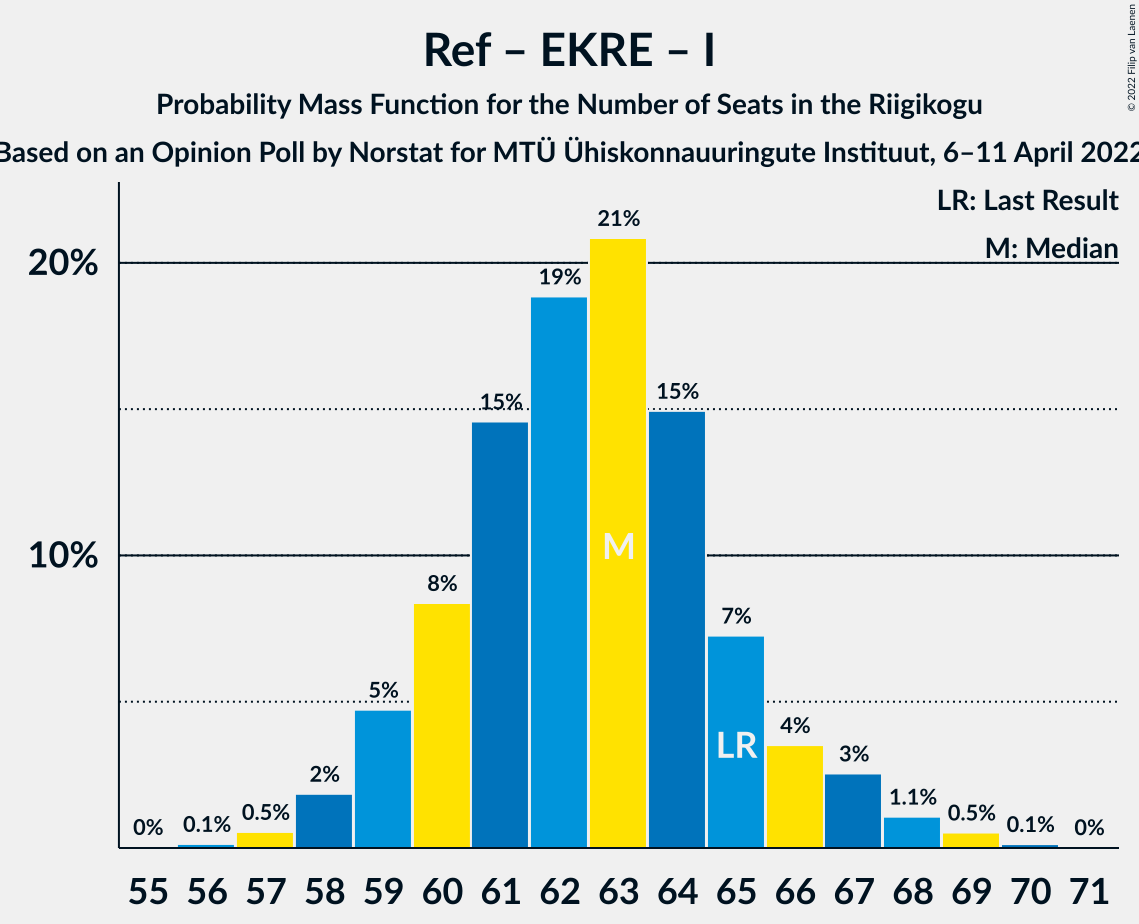 Ref – EKRE – I
Probability Mass Function for the Number of Seats in the Riigikogu
Based on an Opinion Poll by Norstat for MTÜ Ühiskonnauuringute Instituut, 6–11 April 2022
© 2022 Filip van Laenen
LR: Last Result
M: Median
20%
10%
0% 0.1% 0.5% 2% 5% 8% 15% 19% 21% 15% 7% 4% 3% 1.1% 0.5% 0.1% 0%
M
LR
55 56 57 58 59 60 61 62 63 64 65 66 67 68 69 70 71